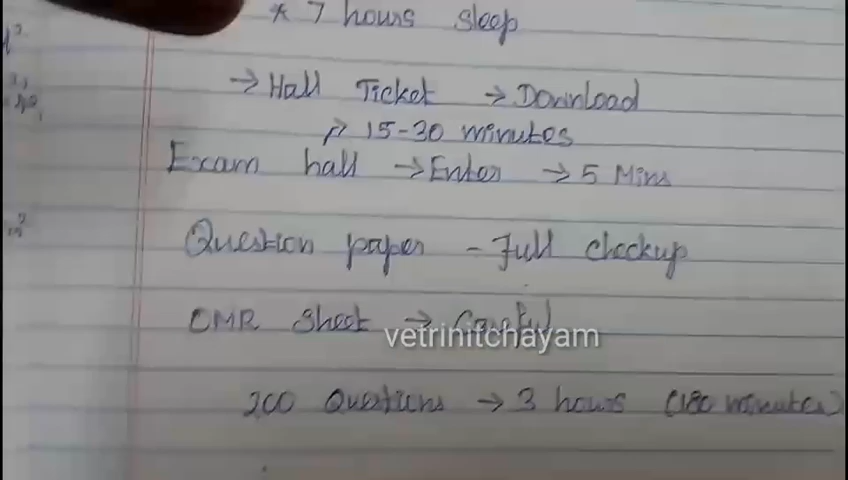 * 7 hours sleep
→ Hall Ticket → Download
→ 15-30 minutes
Exam hall → Enter → 5 Mins
Question paper - Full checkup
OMR Sheet → Careful
vetrinitchayam
200 Questions → 3 hours (180 minutes)